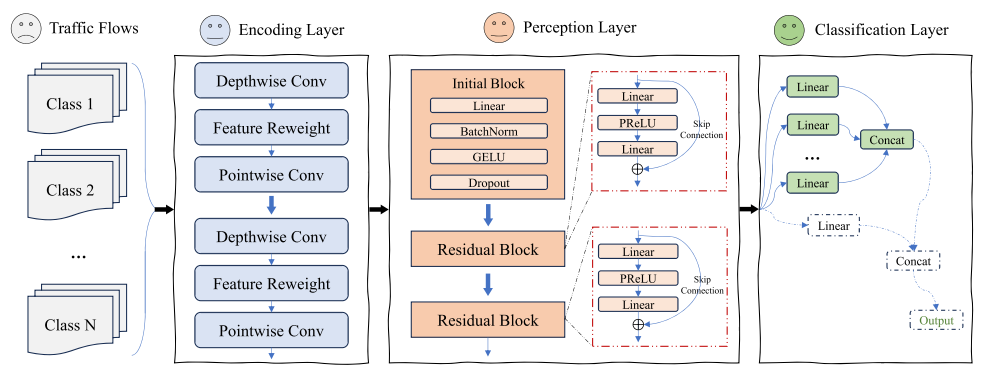 Traffic Flows
Encoding Layer
Perception Layer
Classification Layer
Class 1
Class 2
...
Class N
Depthwise Conv
Feature Reweight
Pointwise Conv
Depthwise Conv
Feature Reweight
Pointwise Conv
Initial Block
Linear
BatchNorm
GELU
Dropout
Residual Block
Residual Block
Linear
PReLU
Linear
Skip
Connection
Linear
PReLU
Linear
Skip
Connection
Linear
Linear
...
Linear
Concat
Linear
Concat
Output